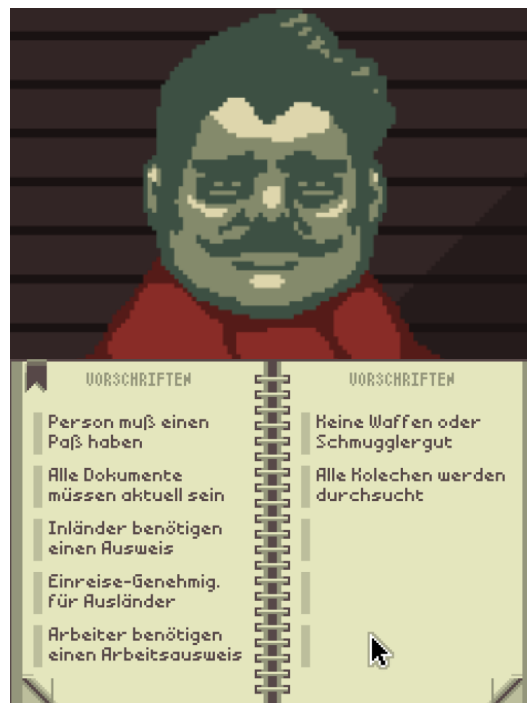 VORSCHRIFTEN
Person muß einen
Paß haben
Alle Dokumente
müssen aktuell sein
Inländer benötigen
einen Ausweis
Einreise-Genehmig.
für Ausländer
Arbeiter benötigen
einen Arbeitsausweis
VORSCHRIFTEN
Keine Waffen oder
Schmugglergut
Alle Kolechen werden
durchsucht